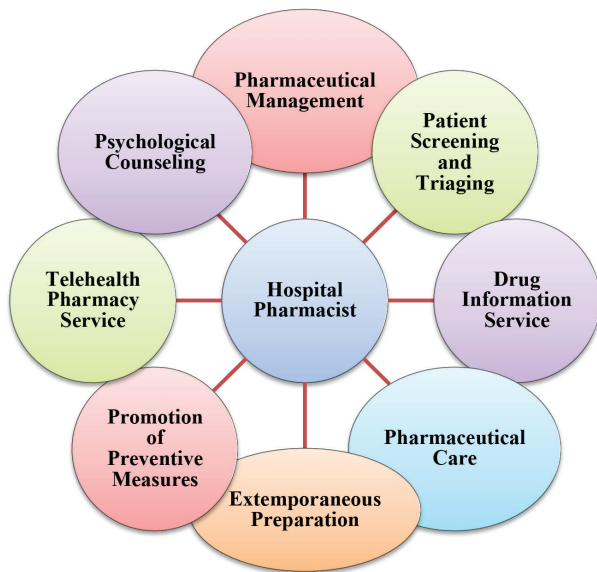 Pharmaceutical
Management
Patient
Screening
and
Triaging
Drug
Information
Service
Pharmaceutical
Care
Extemporaneous
Preparation
Promotion
of
Preventive
Measures
Telehealth
Pharmacy
Service
Psychological
Counseling
Hospital
Pharmacist